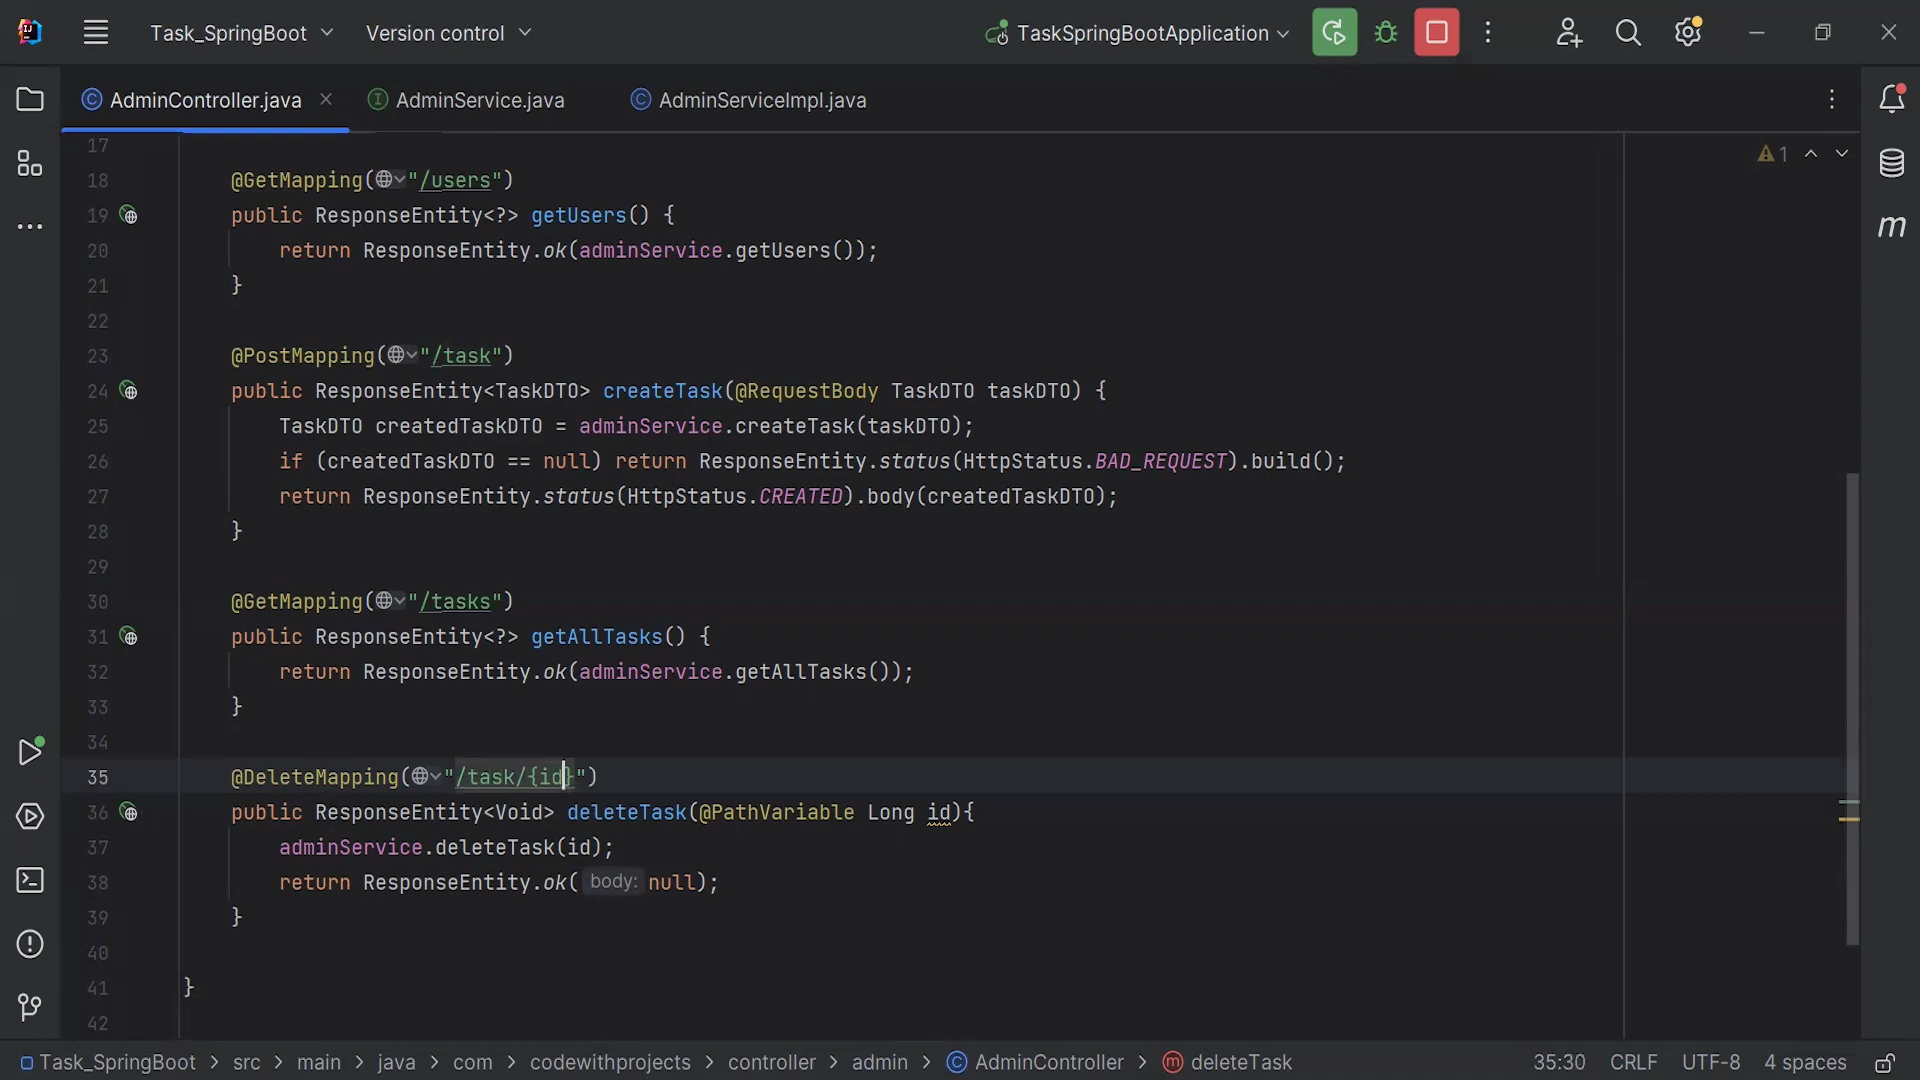 Task_SpringBoot Version control TaskSpringBootApplication
AdminController.java AdminService.java AdminServiceImpl.java
17
1
18 @GetMapping("/users")
19 public ResponseEntity<?> getUsers() {
20 return ResponseEntity.ok(adminService.getUsers());
21 }
22
23 @PostMapping("/task")
24 public ResponseEntity<TaskDTO> createTask(@RequestBody TaskDTO taskDTO) {
25 TaskDTO createdTaskDTO = adminService.createTask(taskDTO);
26 if (createdTaskDTO == null) return ResponseEntity.status(HttpStatus.BAD_REQUEST).build();
27 return ResponseEntity.status(HttpStatus.CREATED).body(createdTaskDTO);
28 }
29
30 @GetMapping("/tasks")
31 public ResponseEntity<?> getAllTasks() {
32 return ResponseEntity.ok(adminService.getAllTasks());
33 }
34
35 @DeleteMapping("/task/{id}")
36 public ResponseEntity<Void> deleteTask(@PathVariable Long id){
37 adminService.deleteTask(id);
38 return ResponseEntity.ok( body: null);
39 }
40
41 }
42
Task_SpringBoot > src > main > java > com > codewithprojects > controller > admin > AdminController > deleteTask 35:30 CRLF UTF-8 4 spaces